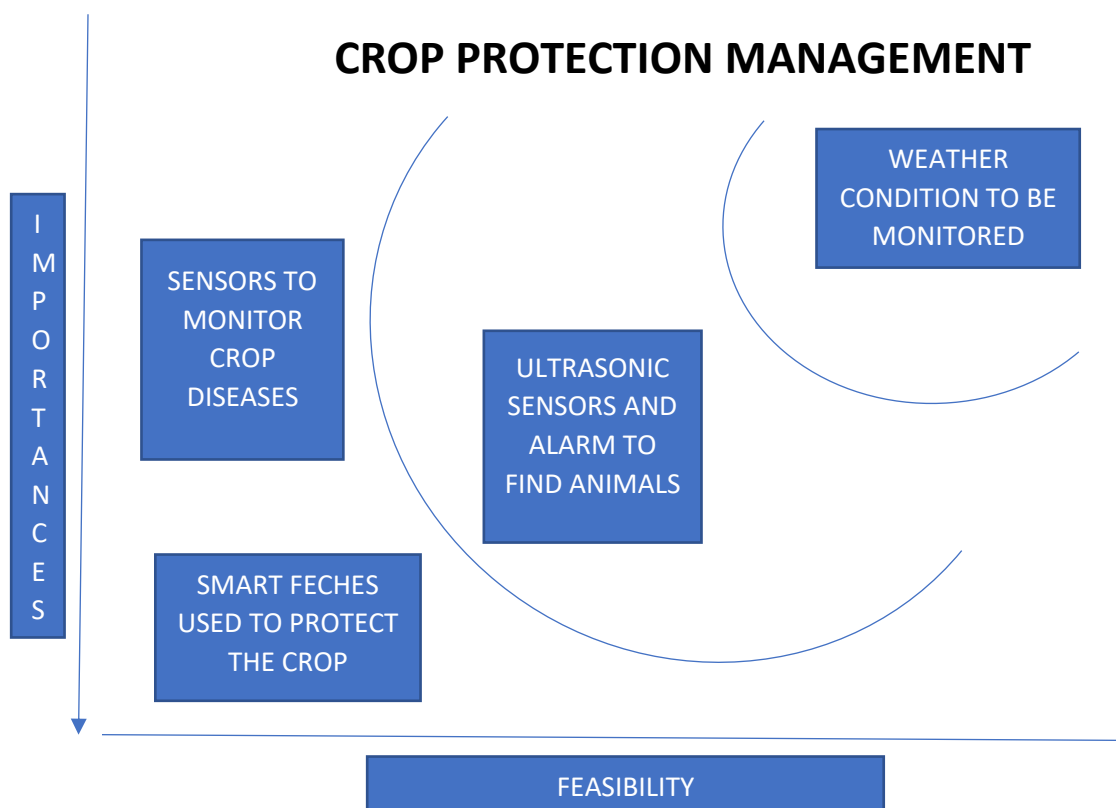 CROP PROTECTION MANAGEMENT
WEATHER
CONDITION TO BE
MONITORED
IMPORTANCES
SENSORS TO
MONITOR
CROP
DISEASES
ULTRASONIC
SENSORS AND
ALARM TO
FIND ANIMALS
SMART FECHES
USED TO PROTECT
THE CROP
FEASIBILITY